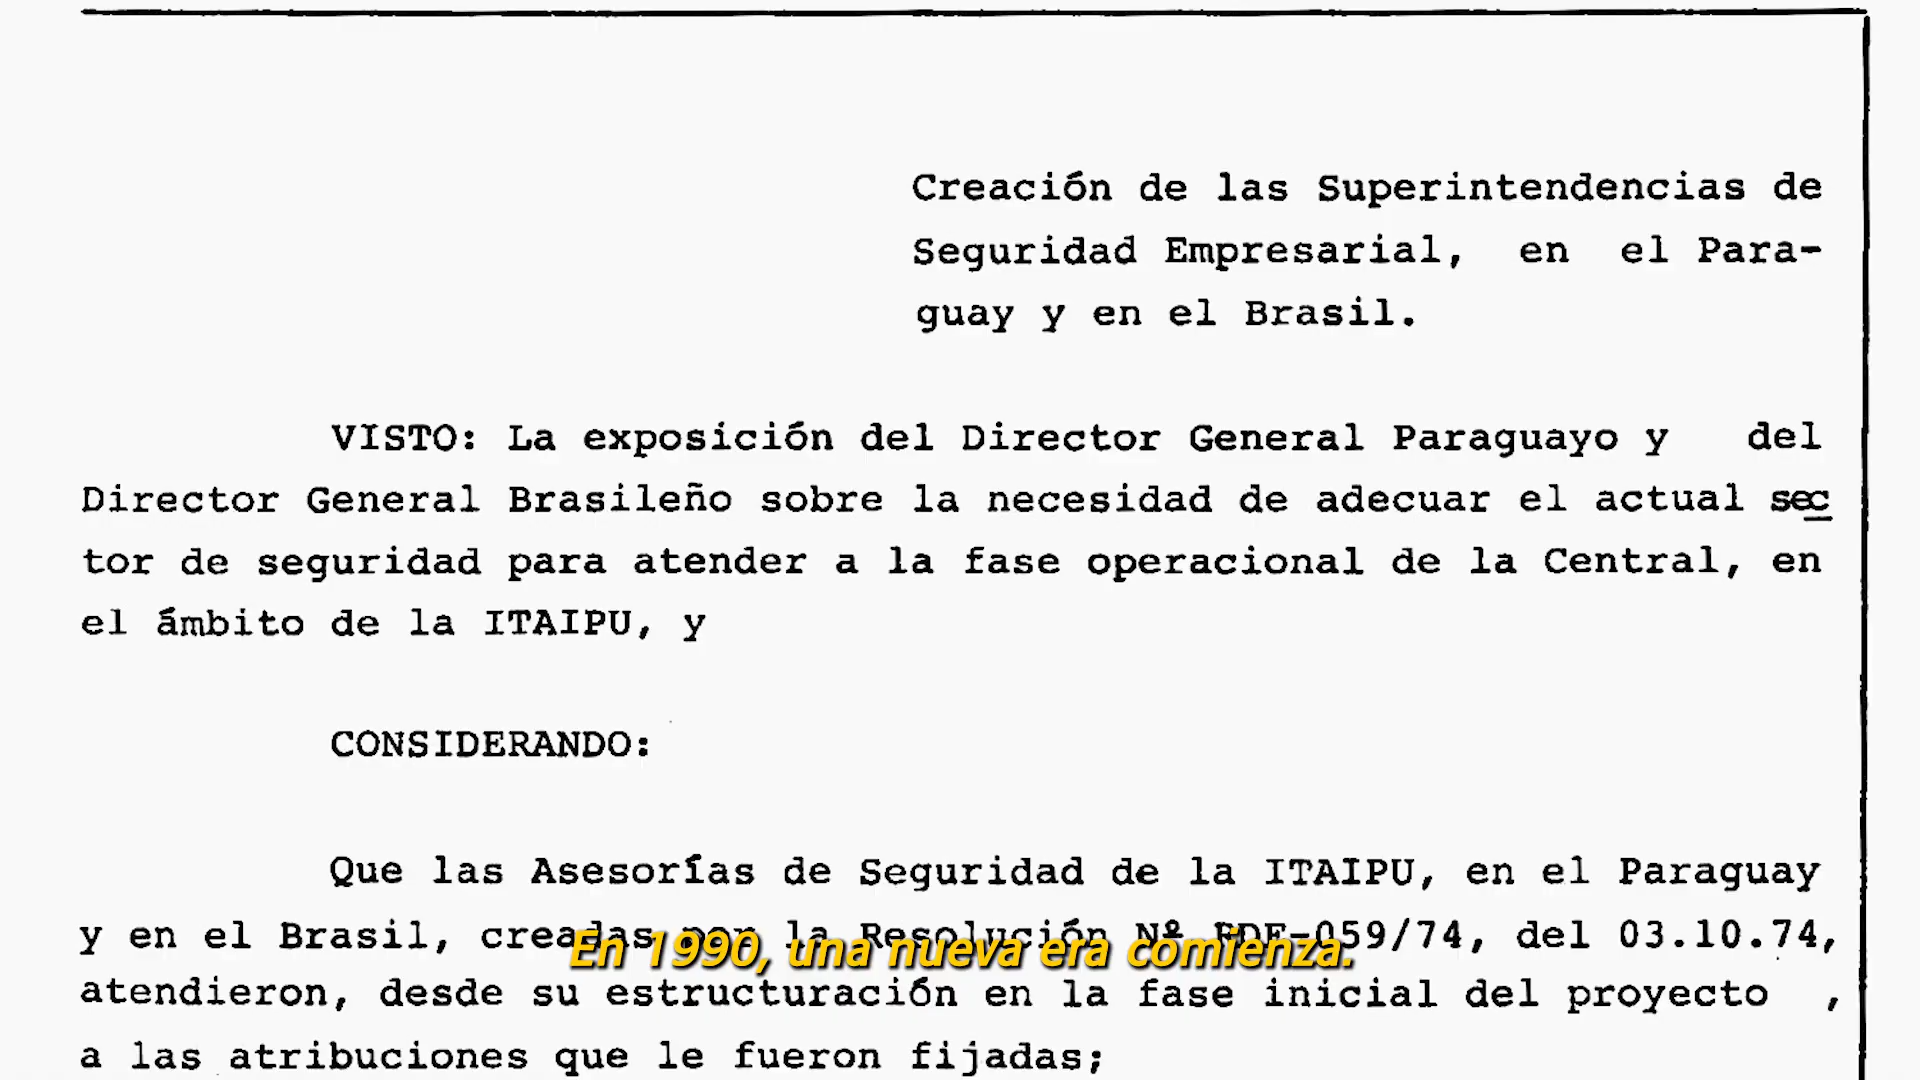 Creación de las Superintendencias de
Seguridad Empresarial, en el Para-
guay y en el Brasil.
VISTO: La exposición del Director General Paraguayo y del
Director General Brasileño sobre la necesidad de adecuar el actual sec
tor de seguridad para atender a la fase operacional de la Central, en
el ámbito de la ITAIPU, y
CONSIDERANDO:
Que las Asesorías de Seguridad de la ITAIPU, en el Paraguay
y en el Brasil, creadas por la Resolución Nº RDE-059/74, del 03.10.74,
En 1990, una nueva era comienza.
atendieron, desde su estructuración en la fase inicial del proyecto ,
a las atribuciones que le fueron fijadas;